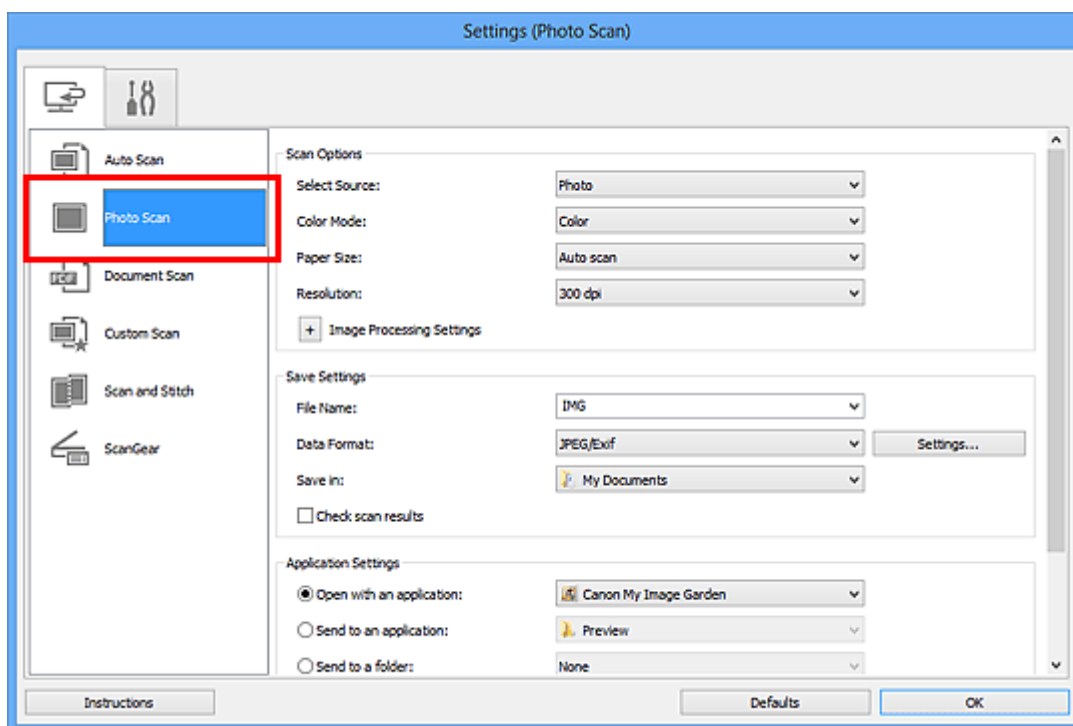 Settings (Photo Scan)
Auto Scan
Photo Scan
Document Scan
Custom Scan
Scan and Stitch
ScanGear
Scan Options
Select Source: Photo
Color Mode: Color
Paper Size: Auto scan
Resolution: 300 dpi
+ Image Processing Settings
Save Settings
File Name: IMG
Data Format: JPEG/Exif Settings...
Save in: My Documents
Check scan results
Application Settings
Open with an application: Canon My Image Garden
Send to an application: Preview
Send to a folder: None
Instructions Defaults OK